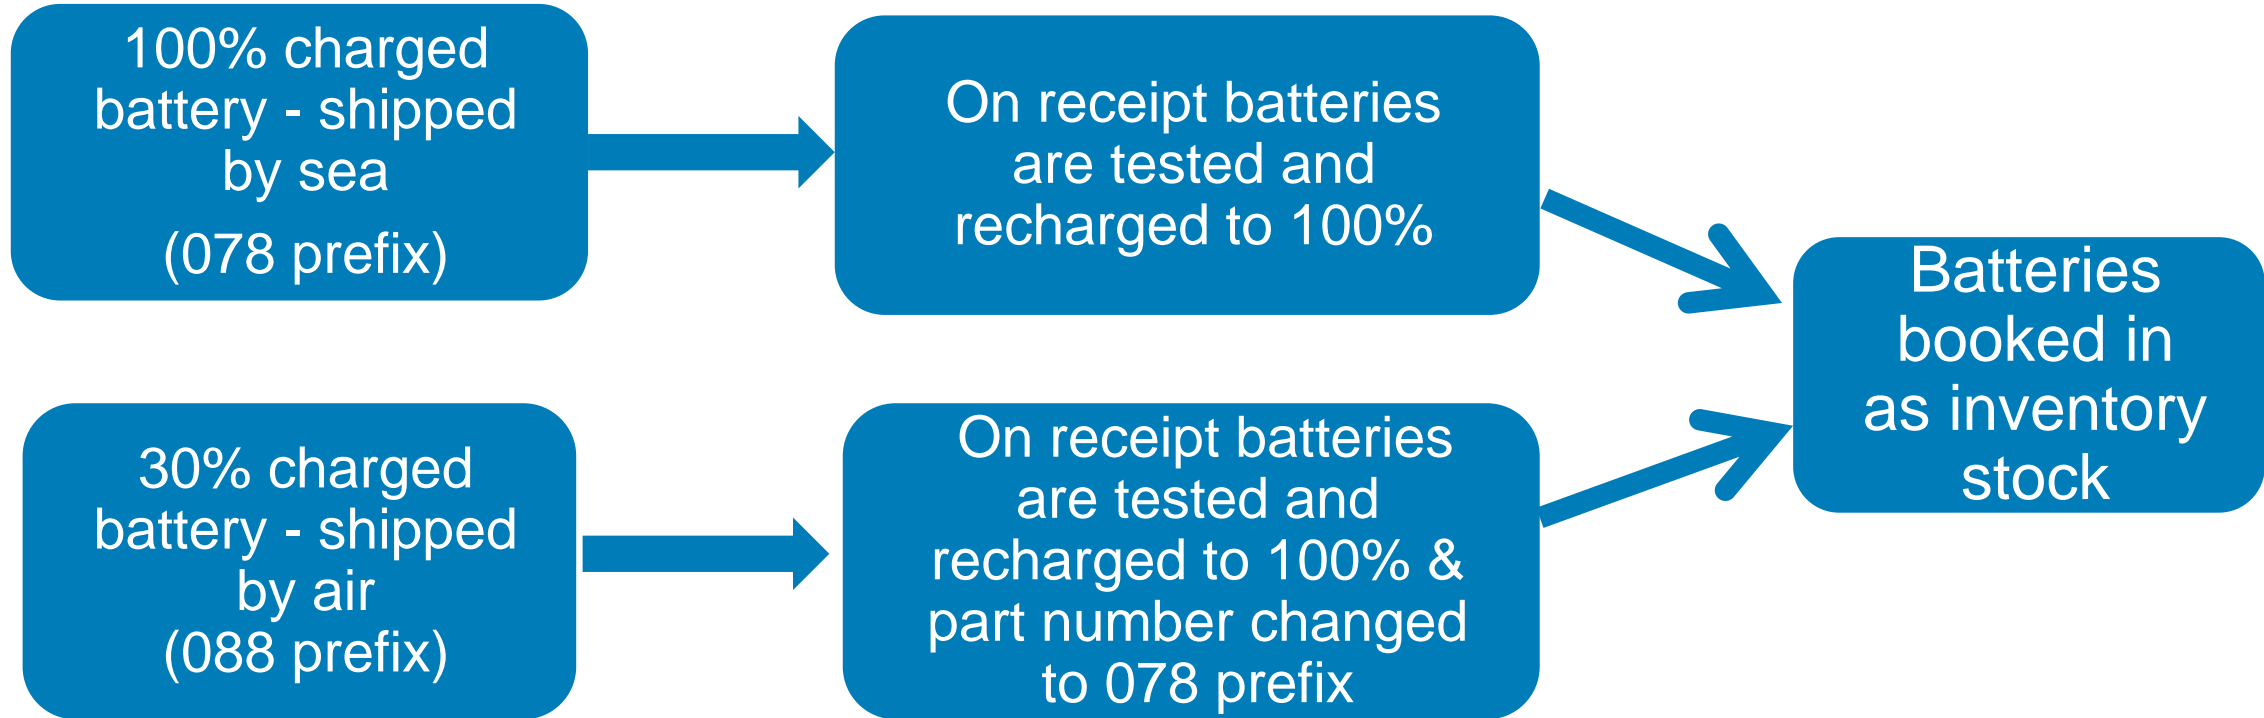 100% charged
battery - shipped
by sea
(078 prefix)
On receipt batteries
are tested and
recharged to 100%
30% charged
battery - shipped
by air
(088 prefix)
On receipt batteries
are tested and
recharged to 100% &
part number changed
to 078 prefix
Batteries
booked in
as inventory
stock